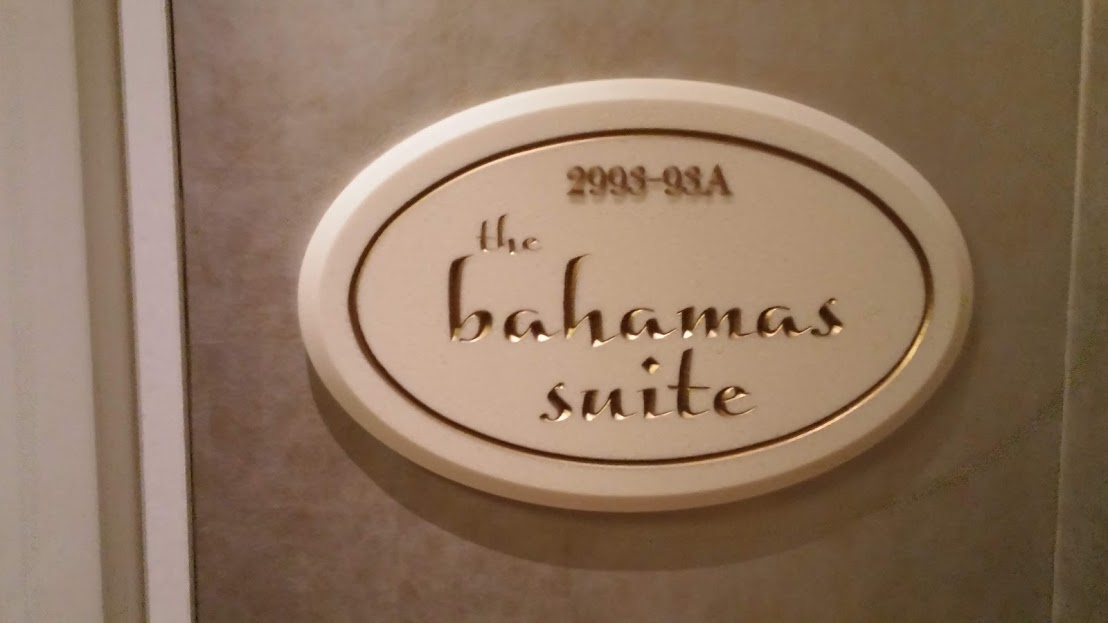 2993-93A
the
bahamas
suite